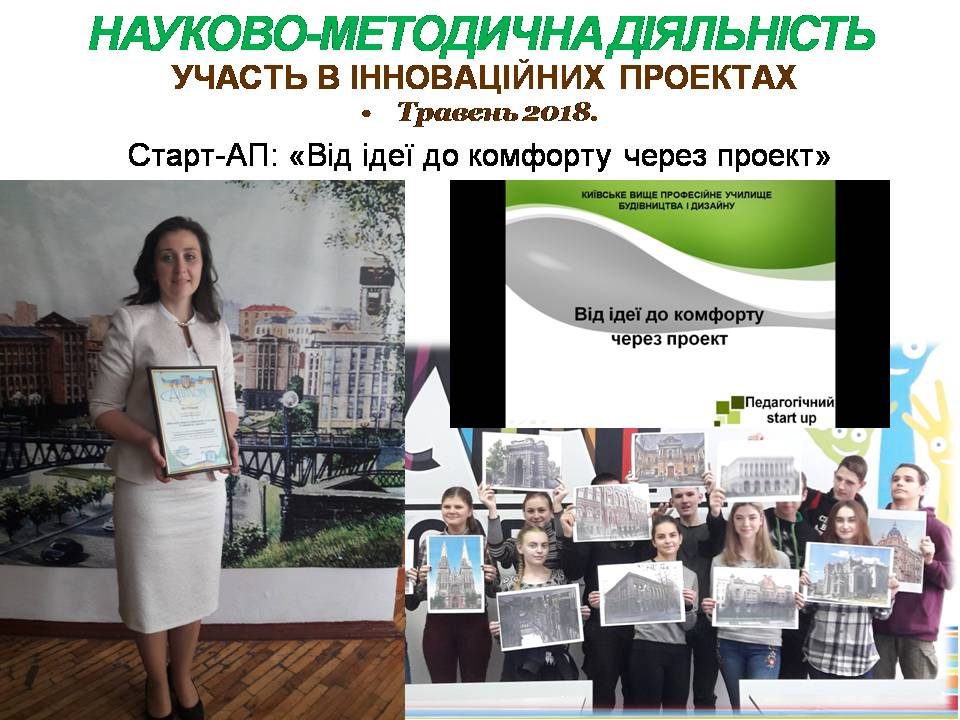 НАУКОВО-МЕТОДИЧНА ДІЯЛЬНІСТЬ
УЧАСТЬ В ІННОВАЦІЙНИХ ПРОЕКТАХ
• Травень 2018.
Старт-АП: «Від ідеї до комфорту через проект»
КИЇВСЬКЕ ВИЩЕ ПРОФЕСІЙНЕ УЧИЛИЩЕ
БУДІВНИЦТВА І ДИЗАЙНУ
Від ідеї до комфорту
через проект
Педагогічний
start up
Диплом